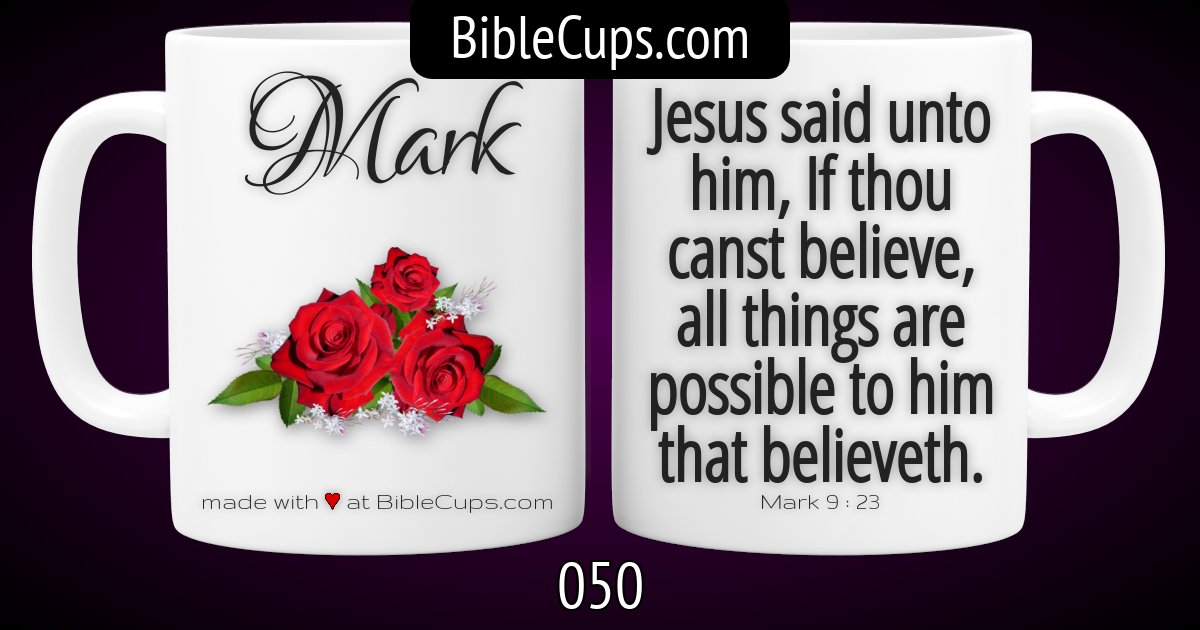 BibleCups.com
Mark
made with ♥ at BibleCups.com
Jesus said unto
him, If thou
canst believe,
all things are
possible to him
that believeth.
Mark 9 : 23
050